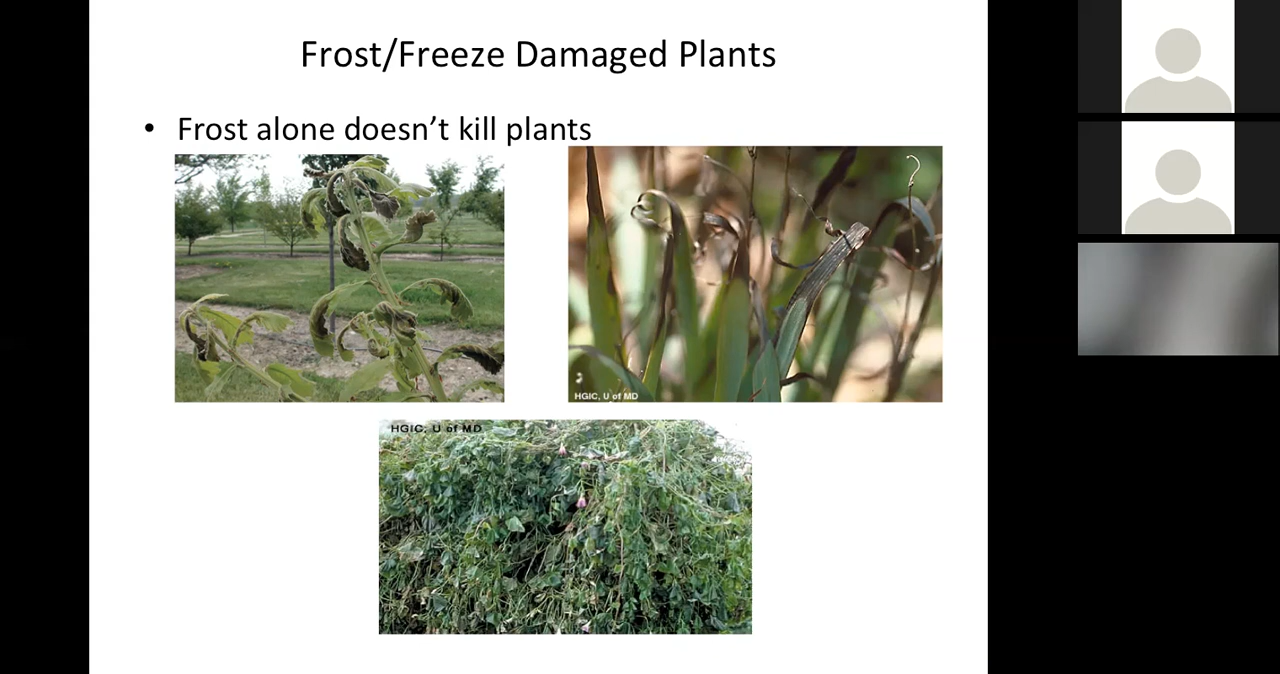 Frost/Freeze Damaged Plants
• Frost alone doesn’t kill plants
HGIC, U of MD
HGIC, U of MD